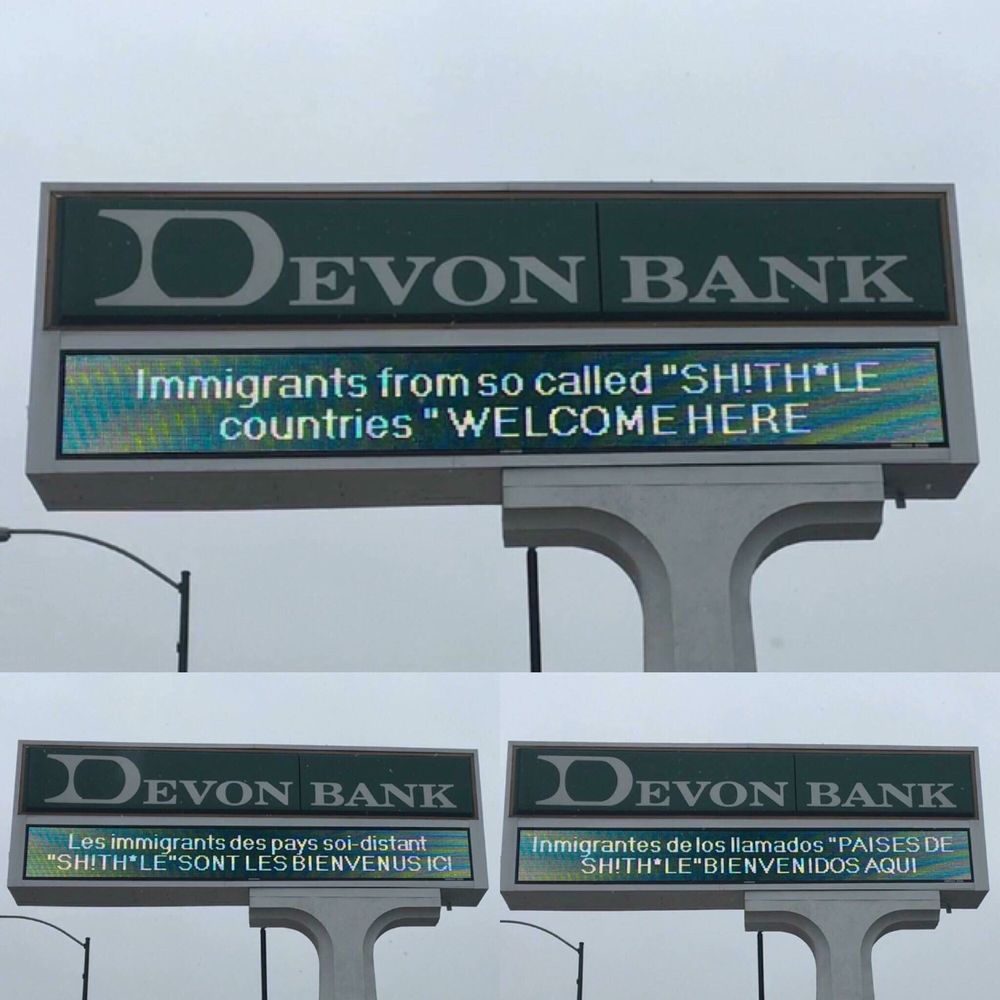 DEVON BANK
Immigrants from so called "SH!TH*LE
countries " WELCOME HERE
DEVON BANK
Les immigrants des pays soi-distant
"SH!TH*LE"SONT LES BIENVENUS ICI
DEVON BANK
Inmigrantes de los llamados "PAISES DE
SH!TH*LE"BIENVENIDOS AQUI